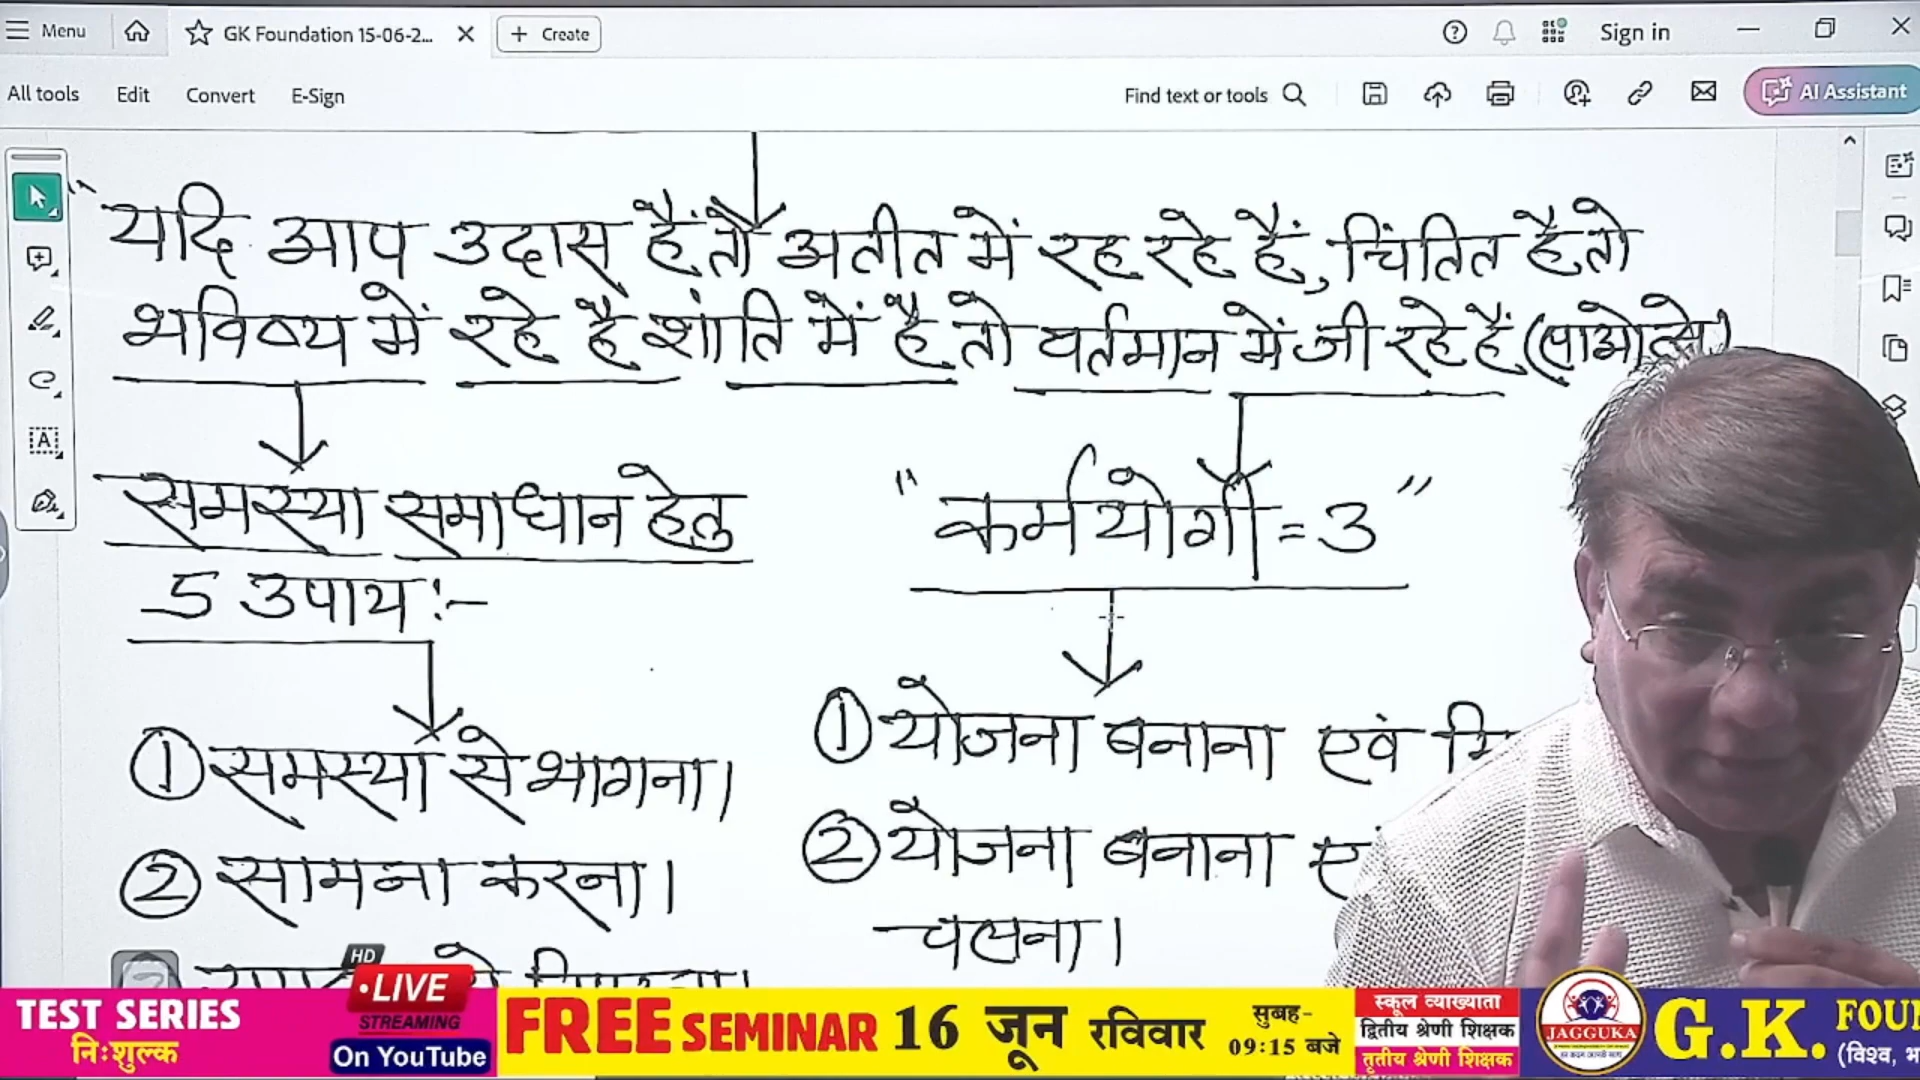 Menu
GK Foundation 15-06-2...
Create
Sign in
All tools Edit Convert E-Sign
Find text or tools
AI Assistant
"यदि आप उदास हैं तो अतीत में रह रहे हैं, चिंतित हैं तो
भविष्य में रहे है शांति में है तो वर्तमान में जी रहे हैं (लाओत्से)
समस्या समाधान हेतु
5 उपाय :-
① समस्या से भागना।
② सामना करना।
"कर्मयोगी = 3"
① योजना बनाना एवं
② योजना बनाना
चलना।
TEST SERIES
निःशुल्क
HD
LIVE
STREAMING
On YouTube
FREE SEMINAR 16 जून रविवार
सुबह-
09:15 बजे
स्कूल व्याख्याता
द्वितीय श्रेणी शिक्षक
तृतीय श्रेणी शिक्षक
JAGGUKA
G.K. FOUN
(विश्व, भ